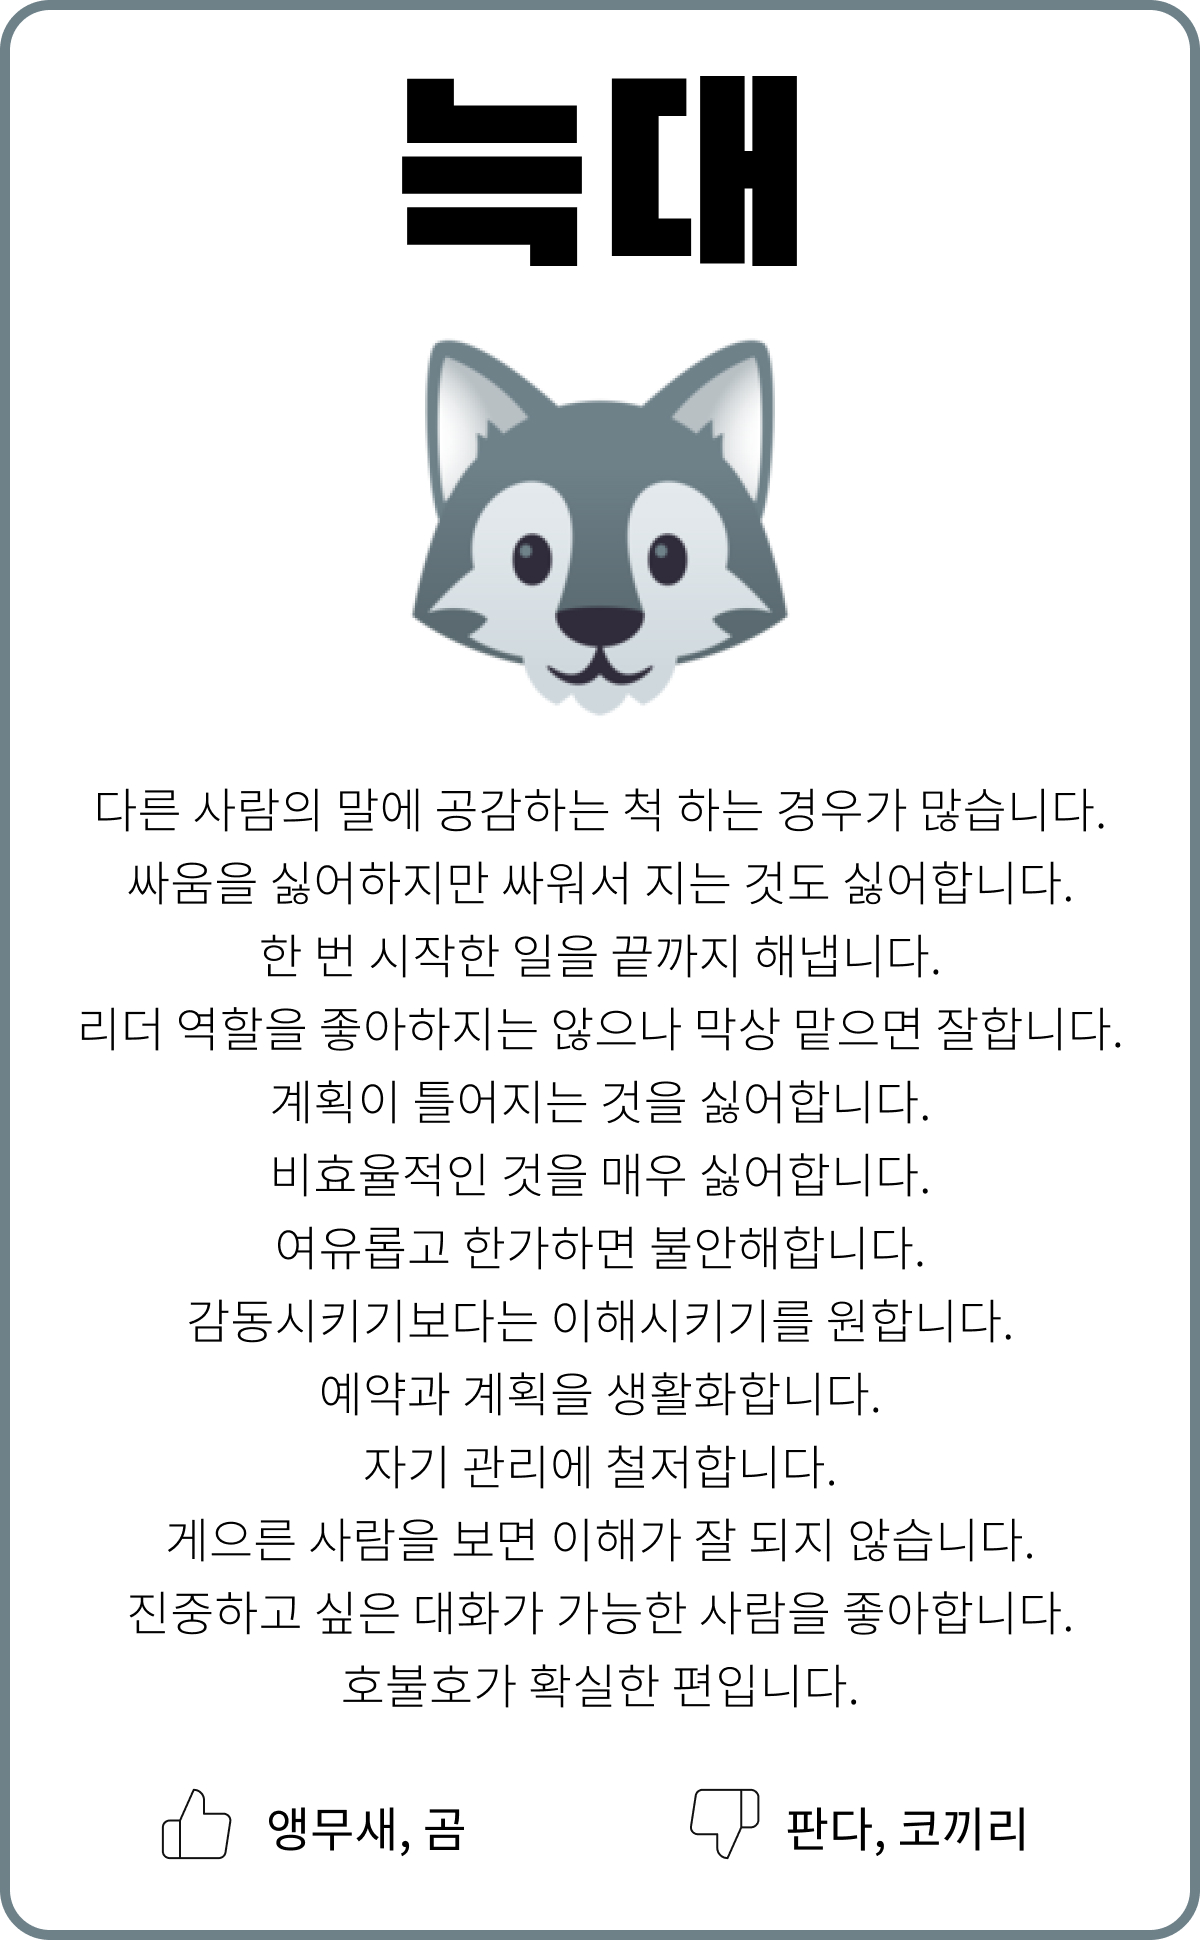 늑대
다른 사람의 말에 공감하는 척 하는 경우가 많습니다.
싸움을 싫어하지만 싸워서 지는 것도 싫어합니다.
한 번 시작한 일을 끝까지 해냅니다.
리더 역할을 좋아하지는 않으나 막상 맡으면 잘합니다.
계획이 틀어지는 것을 싫어합니다.
비효율적인 것을 매우 싫어합니다.
여유롭고 한가하면 불안해합니다.
감동시키기보다는 이해시키기를 원합니다.
예약과 계획을 생활화합니다.
자기 관리에 철저합니다.
게으른 사람을 보면 이해가 잘 되지 않습니다.
진중하고 싶은 대화가 가능한 사람을 좋아합니다.
호불호가 확실한 편입니다.
앵무새, 곰
판다, 코끼리